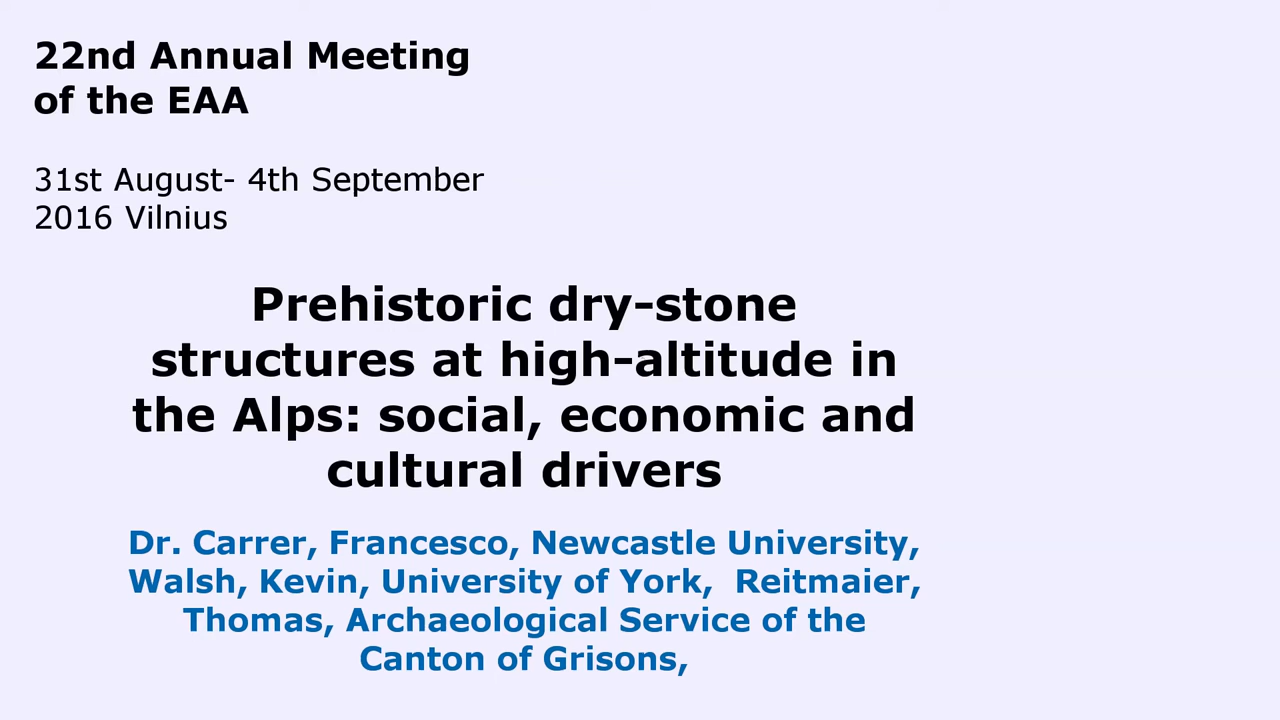 22nd Annual Meeting
of the EAA
31st August- 4th September
2016 Vilnius
Prehistoric dry-stone
structures at high-altitude in
the Alps: social, economic and
cultural drivers
Dr. Carrer, Francesco, Newcastle University,
Walsh, Kevin, University of York,  Reitmaier,
Thomas, Archaeological Service of the
Canton of Grisons,